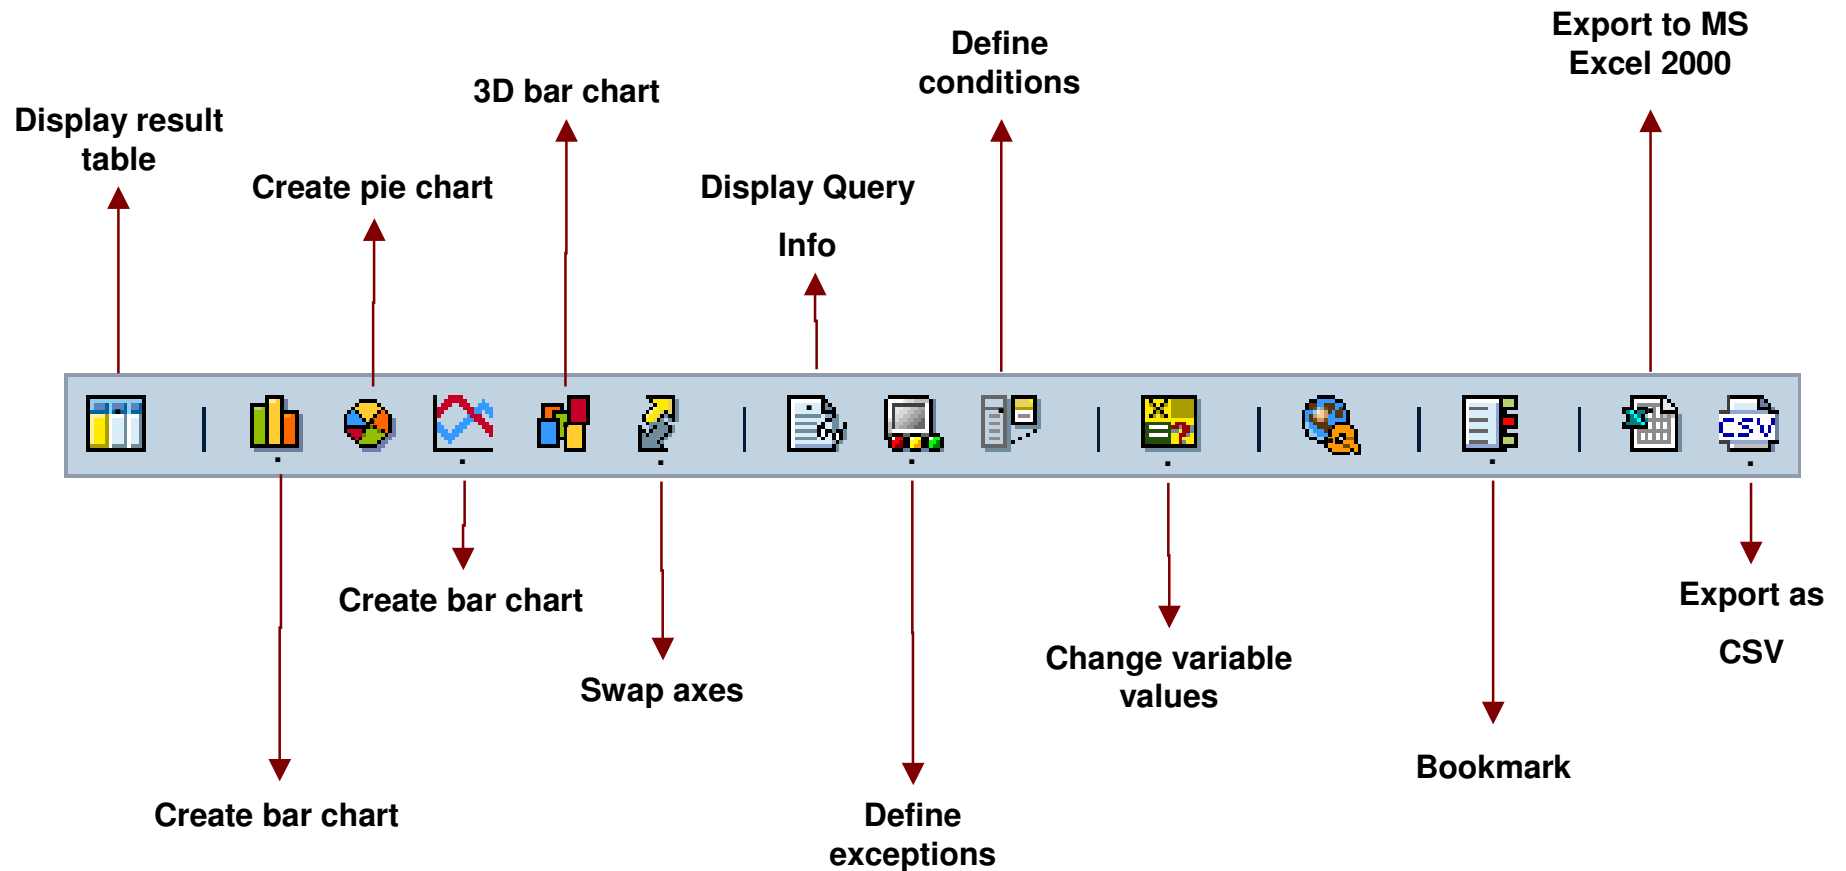 Export to MS
Excel 2000
Define
conditions
3D bar chart
Display result
table
Create pie chart
Display Query
Info
CSV
Create bar chart
Export as
CSV
Change variable
values
Swap axes
Bookmark
Create bar chart
Define
exceptions